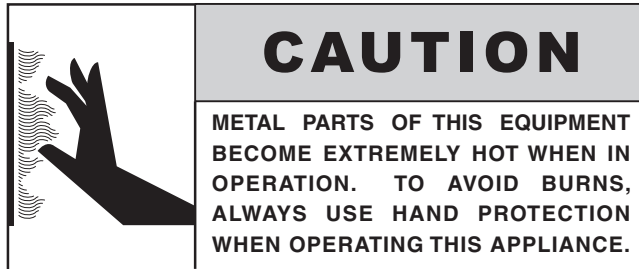 CAUTION
METAL PARTS OF THIS EQUIPMENT
BECOME EXTREMELY HOT WHEN IN
OPERATION. TO AVOID BURNS,
ALWAYS USE HAND PROTECTION
WHEN OPERATING THIS APPLIANCE.